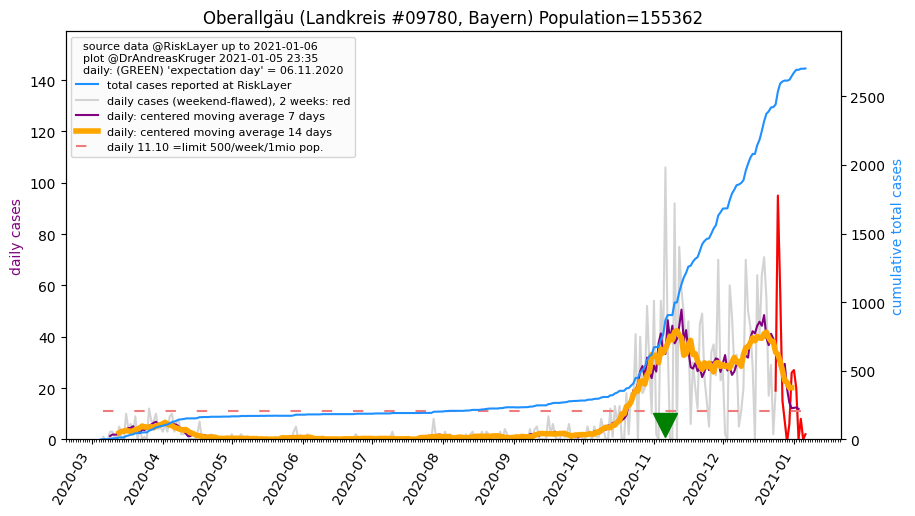 Oberallgäu (Landkreis #09780, Bayern) Population=155362
source data @RiskLayer up to 2021-01-06
plot @DrAndreasKruger 2021-01-05 23:35
daily: (GREEN) 'expectation day' = 06.11.2020
total cases reported at RiskLayer
daily cases (weekend-flawed), 2 weeks: red
daily: centered moving average 7 days
daily: centered moving average 14 days
daily 11.10 =limit 500/week/1mio pop.
daily cases
140
120
100
80
60
40
20
0
cumulative total cases
2500
2000
1500
1000
500
0
2020-03
2020-04
2020-05
2020-06
2020-07
2020-08
2020-09
2020-10
2020-11
2020-12
2021-01